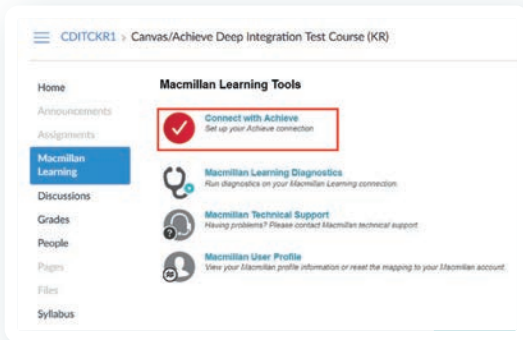 CDITCKR1 › Canvas/Achieve Deep Integration Test Course (KR)
Home
Announcements
Assignments
Macmillan
Learning
Discussions
Grades
People
Pages
Files
Syllabus
Macmillan Learning Tools
Connect with Achieve
Set up your Achieve connection
Macmillan Learning Diagnostics
Run diagnostics on your Macmillan Learning connection.
Macmillan Technical Support
Having problems? Please contact Macmillan technical support
Macmillan User Profile
View your Macmillan profile information or reset the mapping to your Macmillan account.